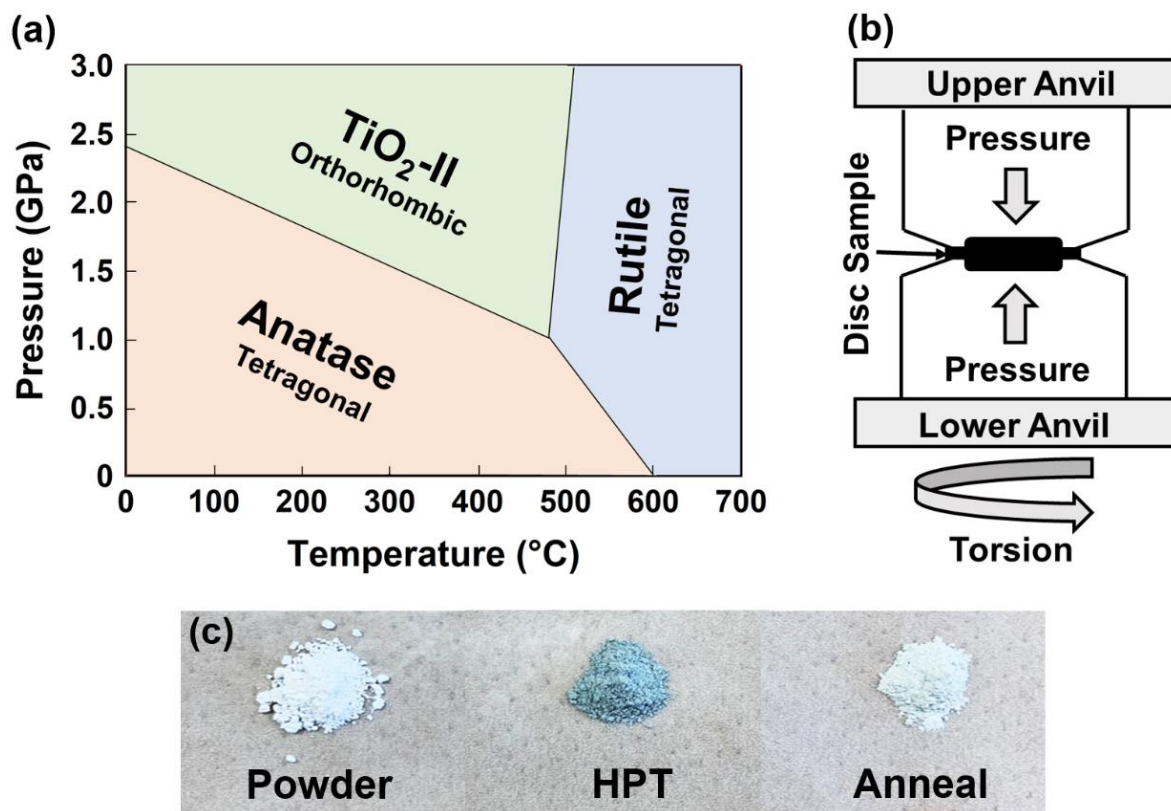 (a)
Pressure (GPa)
3.0
2.5
2.0
1.5
1.0
0.5
0
TiO₂-II
Orthorhombic
Anatase
Tetragonal
Rutile
Tetragonal
0 100 200 300 400 500 600 700
Temperature (°C)
(b)
Upper Anvil
Pressure
Disc Sample
Pressure
Lower Anvil
Torsion
(c)
Powder HPT Anneal